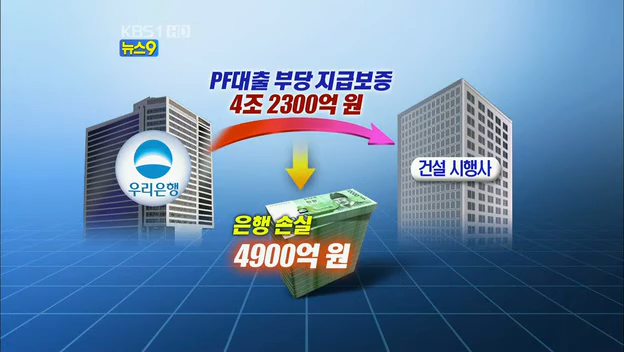 KBS1 HD
뉴스9
PF대출 부당 지급보증
4조 2300억 원
우리은행
건설 시행사
은행 손실
4900억 원